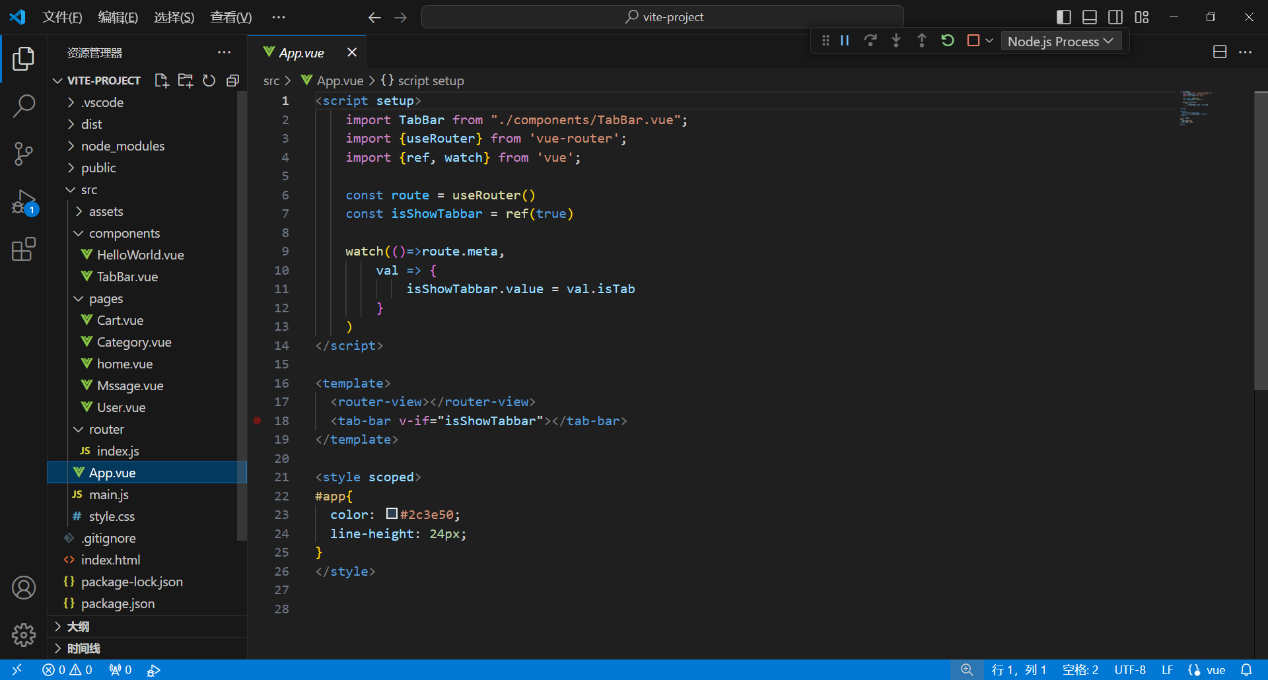 文件(F) 编辑(E) 选择(S) 查看(V) ··· vite-project
资源管理器 ···
App.vue
Node.js Process
VITE-PROJECT
src > App.vue > {} script setup
.vscode
dist
node_modules
public
src
assets
components
HelloWorld.vue
TabBar.vue
pages
Cart.vue
Category.vue
home.vue
Mssage.vue
User.vue
router
JS index.js
App.vue
JS main.js
# style.css
.gitignore
<> index.html
{} package-lock.json
{} package.json
大纲
时间线
1
1 <script setup>
2 import TabBar from "./components/TabBar.vue";
3 import {useRouter} from 'vue-router';
4 import {ref, watch} from 'vue';
5
6 const route = useRouter()
7 const isShowTabbar = ref(true)
8
9 watch(()=>route.meta,
10 val => {
11 isShowTabbar.value = val.isTab
12 }
13 )
14 </script>
15
16 <template>
17 <router-view></router-view>
18 <tab-bar v-if="isShowTabbar"></tab-bar>
19 </template>
20
21 <style scoped>
22 #app{
23 color: #2c3e50;
24 line-height: 24px;
25 }
26 </style>
27
28
0 0 0 行 1，列 1 空格: 2 UTF-8 LF {} vue